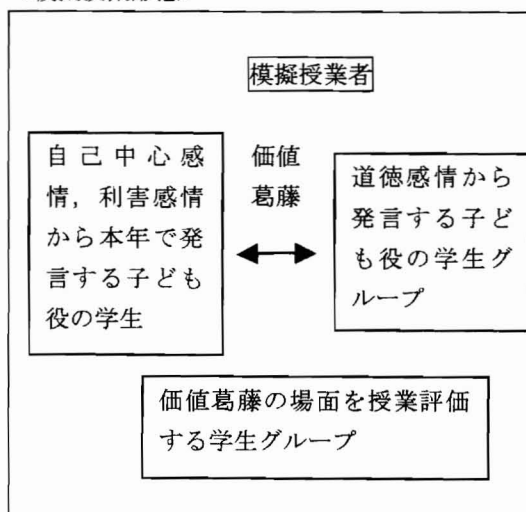 模擬授業者
自己中心感
情，利害感情
から本年で発
言する子ども
役の学生
価値
葛藤
道徳感情から
発言する子ど
も役の学生グ
ループ
価値葛藤の場面を授業評価
する学生グループ